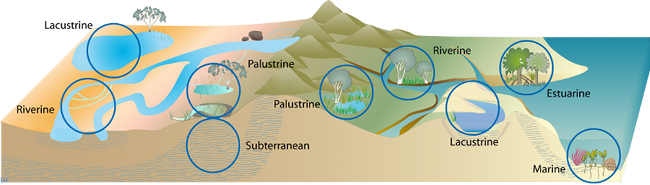 Lacustrine
Riverine
Palustrine
Subterranean
Palustrine
Riverine
Lacustrine
Estuarine
Marine